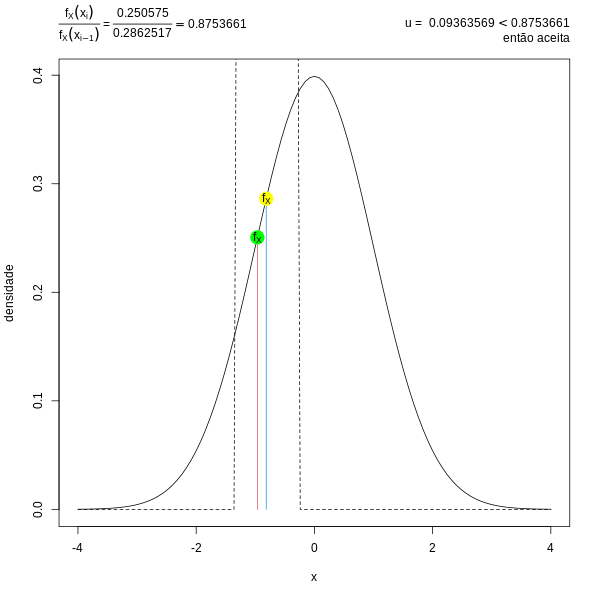 fX(xi) / fX(xi−1) = 0.250575 / 0.2862517 = 0.8753661
u = 0.09363569 < 0.8753661
então aceita
0.4
0.3
0.2
0.1
0.0
densidade
fX
fX
-4 -2 0 2 4
x